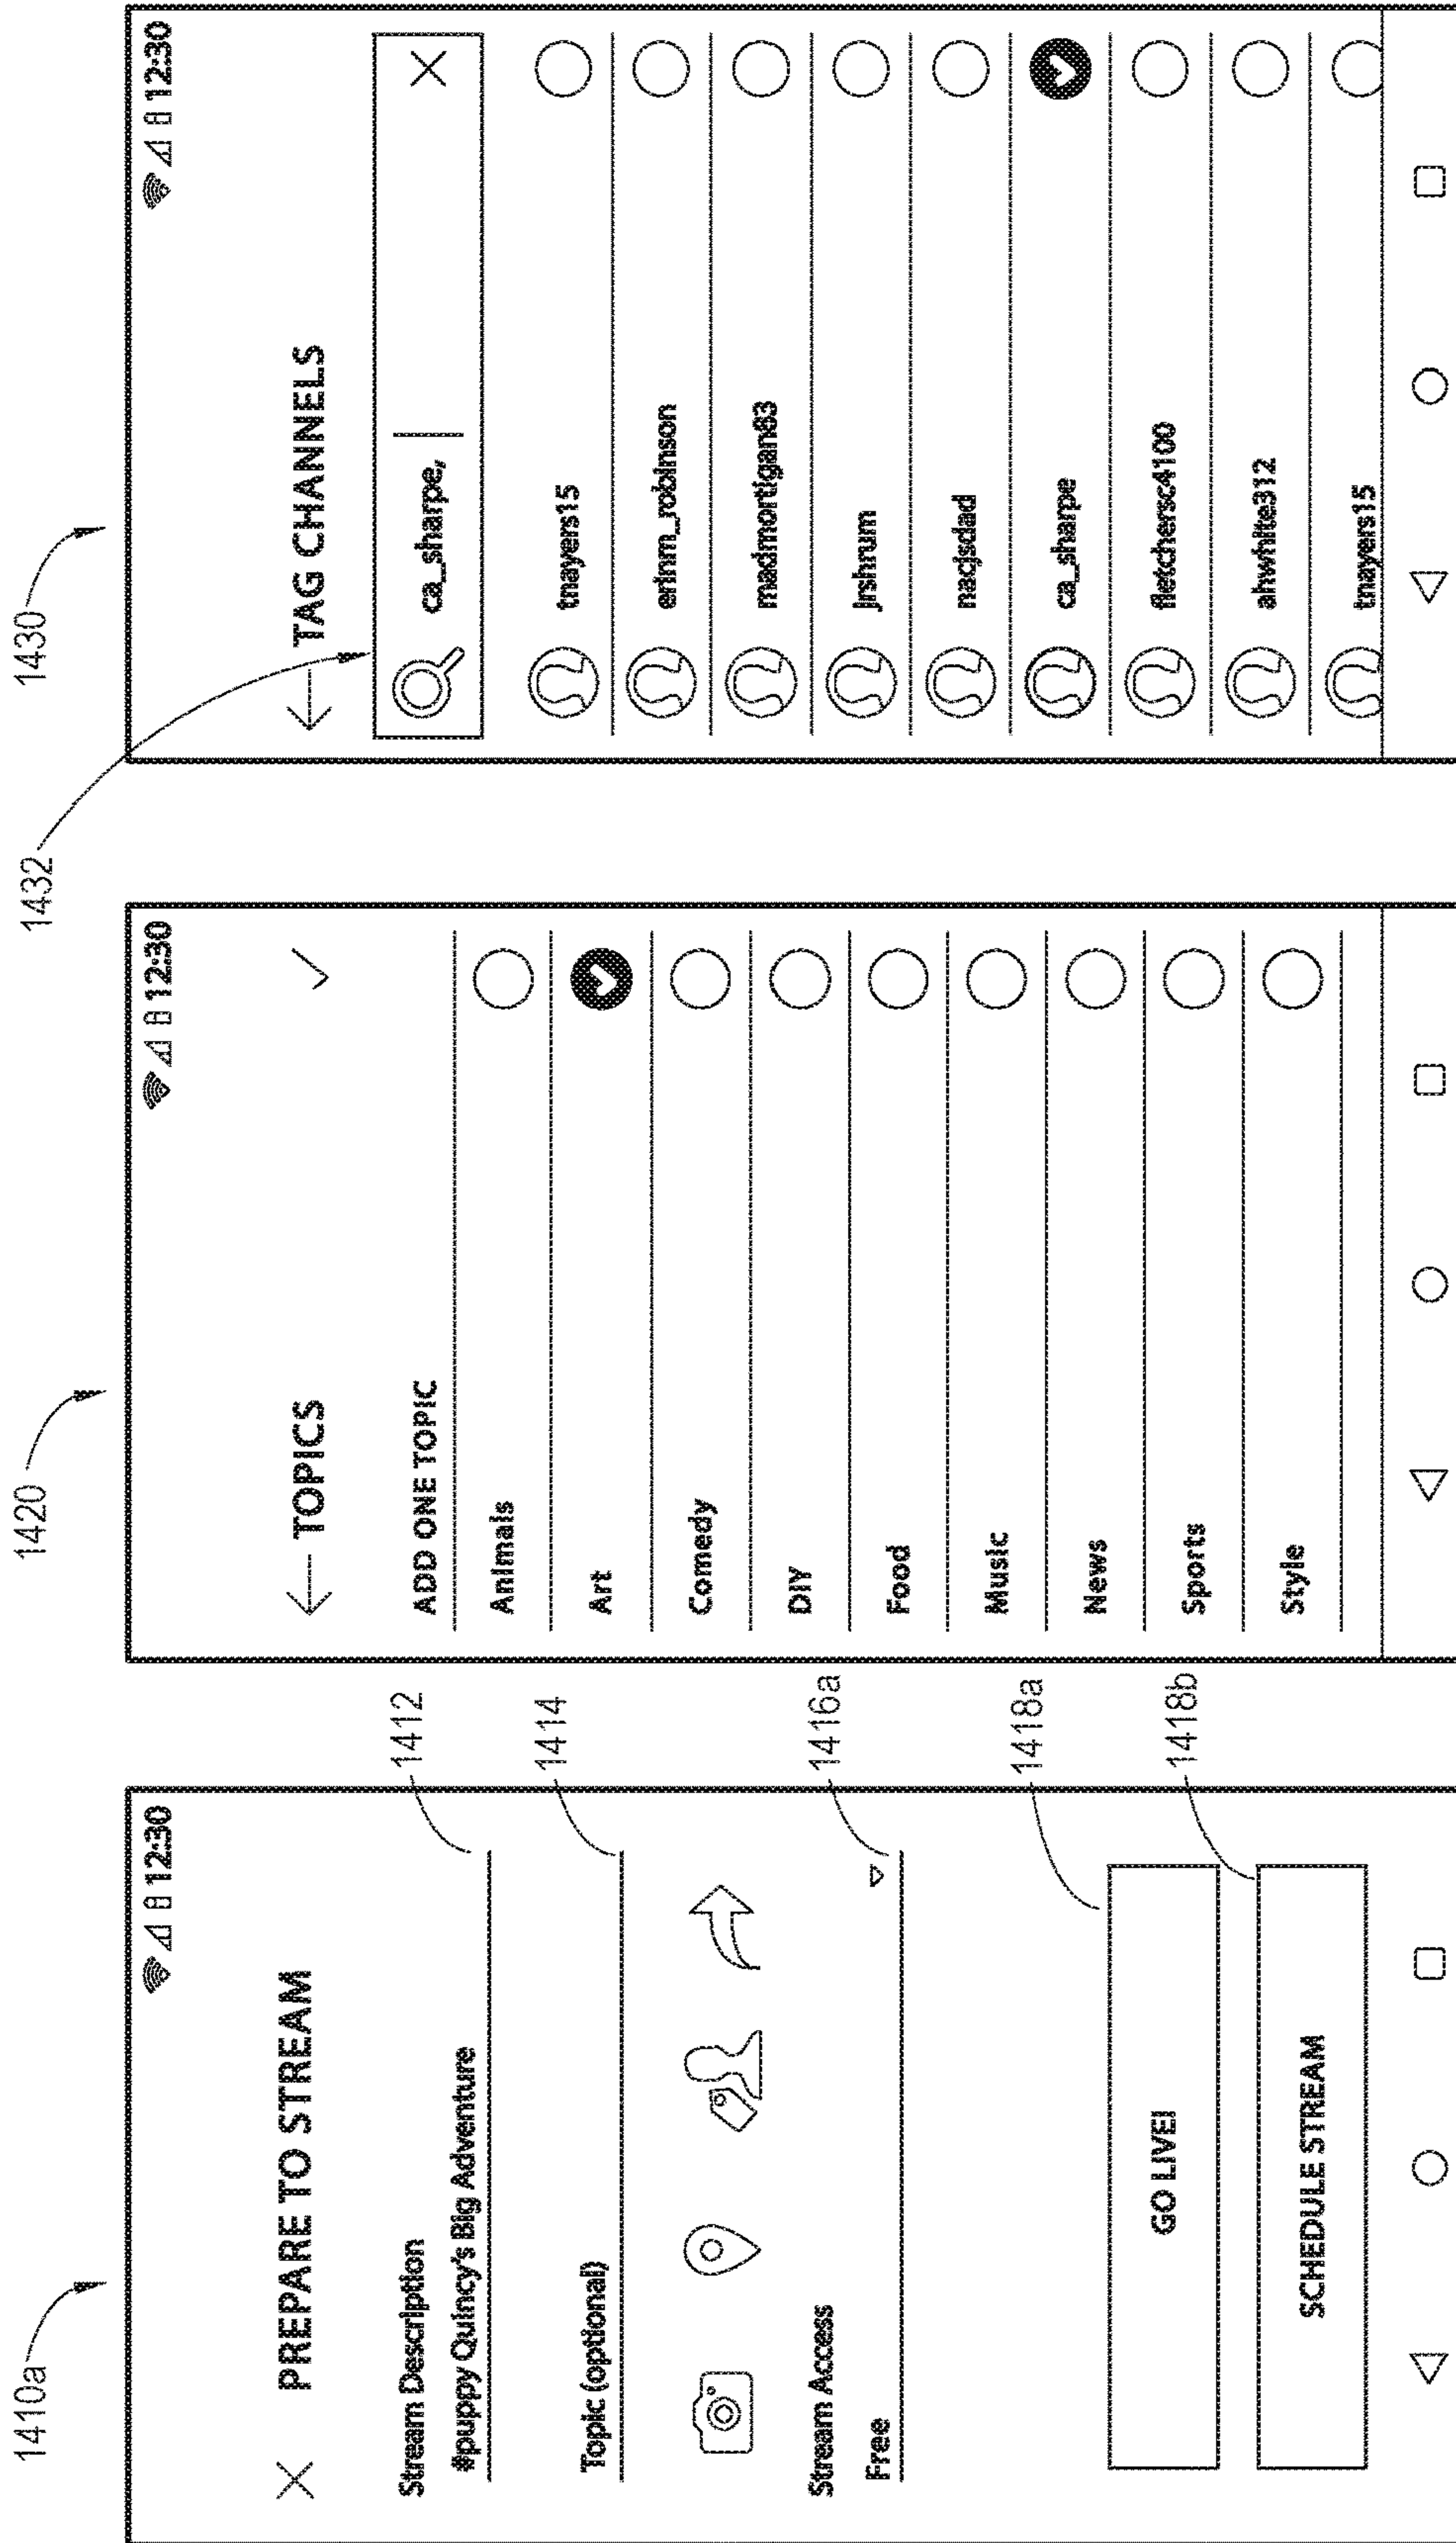 1410a
12:30
PREPARE TO STREAM
Stream Description
#puppy Quincy's Big Adventure
1412
Topic (optional)
1414
Stream Access
Free
1416a
GO LIVE!
1418a
SCHEDULE STREAM
1418b
1420
12:30
TOPICS
ADD ONE TOPIC
Animals
Art
Comedy
DIY
Food
Music
News
Sports
Style
1430
12:30
TAG CHANNELS
1432
ca_sharpe,
tmayers15
erinm_robinson
madmortigan83
jrshrum
nacjsdad
ca_sharpe
fletchersc4100
ahwhite312
tmayers15